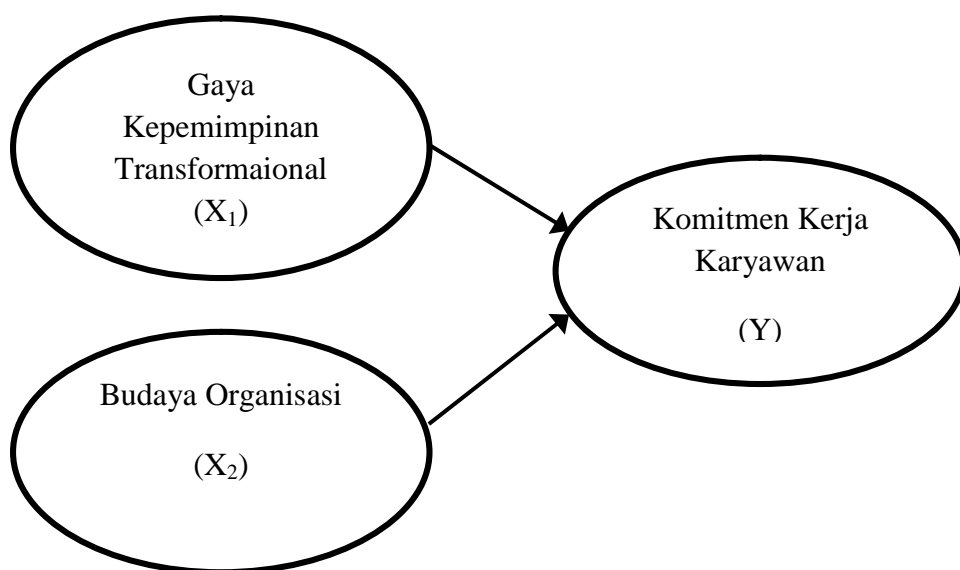 Gaya
Kepemimpinan
Transformaional
(X₁)
Komitmen Kerja
Karyawan
(Y)
Budaya Organisasi
(X₂)